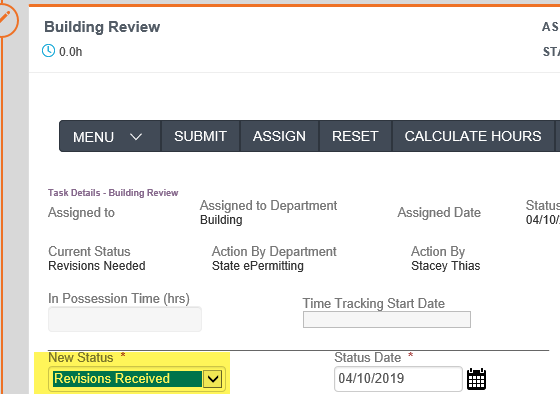 Building Review
AS
0.0h
STA
MENU SUBMIT ASSIGN RESET CALCULATE HOURS
Task Details - Building Review
Assigned to
Assigned to Department
Building
Assigned Date
Status
04/10/
Current Status
Revisions Needed
Action By Department
State ePermitting
Action By
Stacey Thias
In Possession Time (hrs)
Time Tracking Start Date
New Status *
Revisions Received
Status Date *
04/10/2019